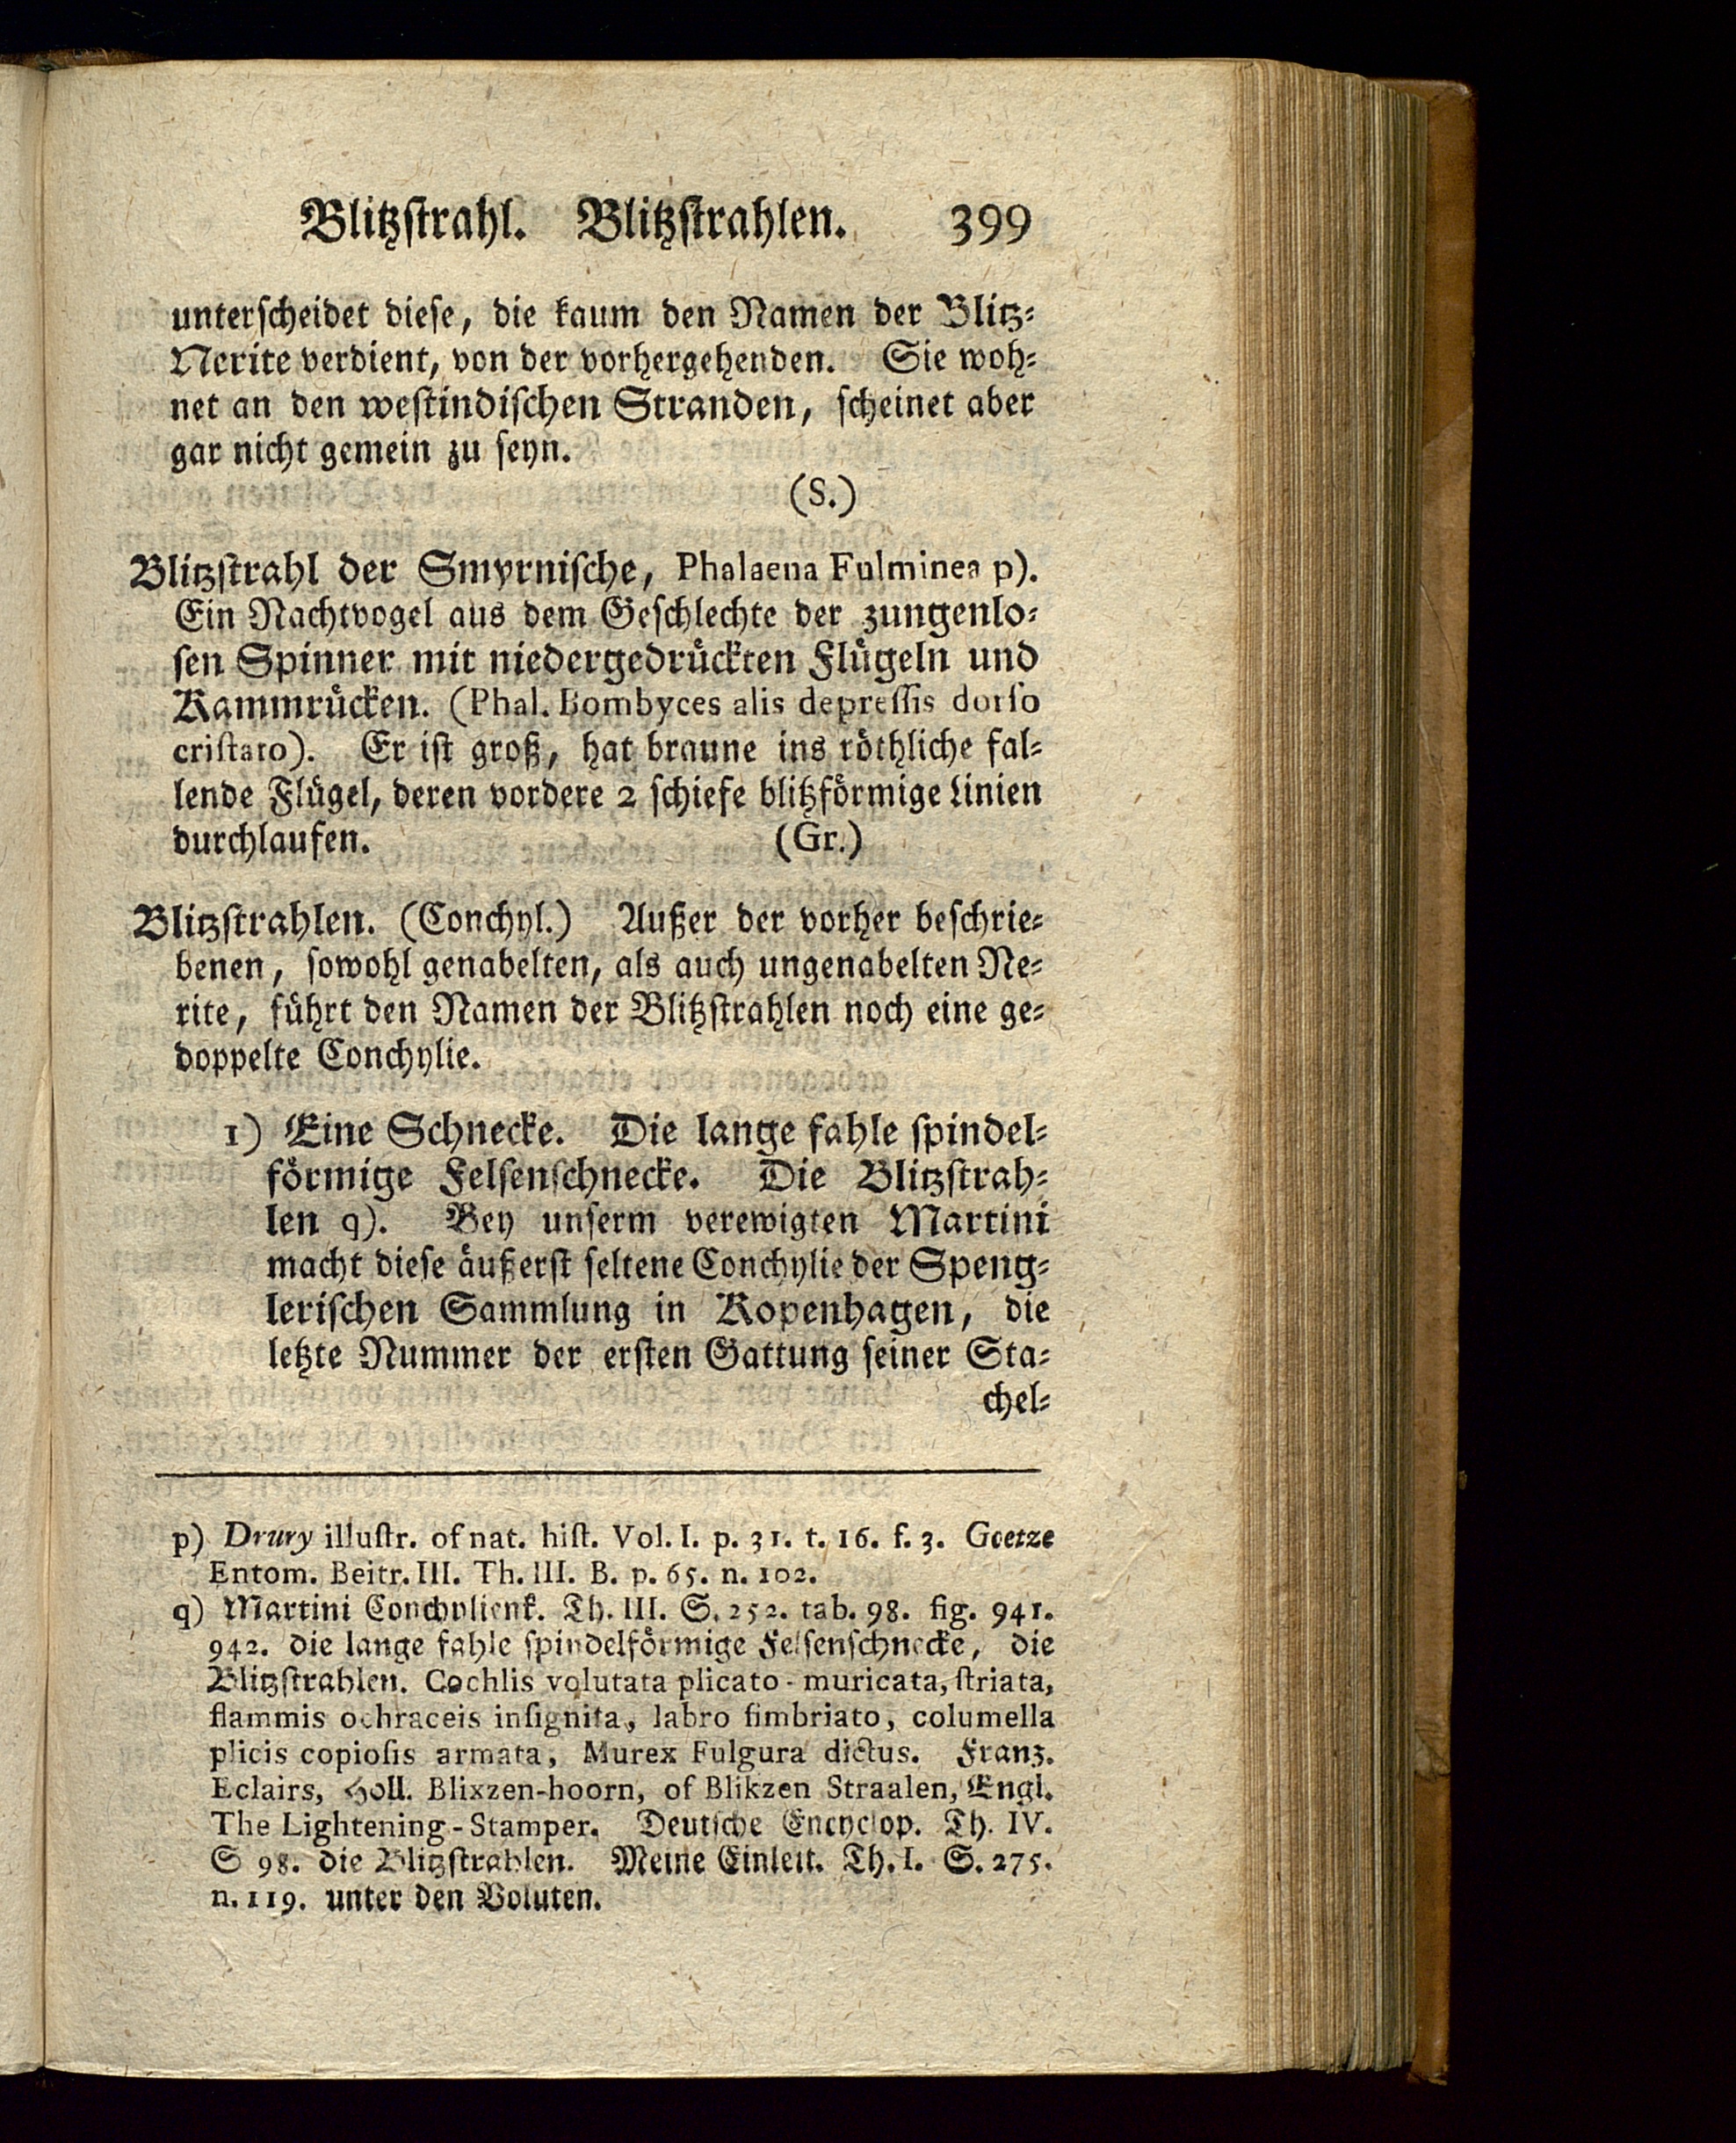 Blitzstrahl. Blitzstrahlen. 399
unterscheidet diese, die kaum den Namen der Blitz-
Nerite verdient, von der vorhergehenden. Sie woh-
net an den westindischen Stranden, scheinet aber
gar nicht gemein zu seyn.
(S.)
Blitzstrahl der Smyrnische, Phalaena Fulminea p).
Ein Nachtvogel aus dem Geschlechte der zungenlo-
sen Spinner mit niedergedrückten Flügeln und
Kammrücken. (Phal. Bombyces alis depressis dorso
cristato). Er ist groß, hat braune ins röthliche fal-
lende Flügel, deren vordere 2 schiefe blitzförmige Linien
durchlaufen. (Gr.)
Blitzstrahlen. (Conchyl.) Außer der vorher beschrie-
benen, sowohl genabelten, als auch ungenabelten Ne-
rite, führt den Namen der Blitzstrahlen noch eine ge-
doppelte Conchylie.
1) Eine Schnecke. Die lange fahle spindel-
förmige Felsenschnecke. Die Blitzstrah-
len q). Bey unserm verewigten Martini
macht diese äußerst seltene Conchylie der Speng-
lerischen Sammlung in Kopenhagen, die
letzte Nummer der ersten Gattung seiner Sta-
chel-
p) Drury illustr. of nat. hist. Vol. I. p. 31. t. 16. f. 3. Goetze
Entom. Beitr. III. Th. III. B. p. 65. n. 102.
q) Martini Conchylienk. Th. III. S. 252. tab. 98. fig. 941.
942. die lange fahle spindelförmige Felsenschnecke, die
Blitzstrahlen. Cochlis volutata plicato-muricata, striata,
flammis ochraceis insignita, labro fimbriato, columella
plicis copiosis armata, Murex Fulgura dictus. Franz.
Eclairs, Holl. Blixzen-hoorn, of Blikzen Straalen, Engl.
The Lightening-Stamper. Deutsche Encyclop. Th. IV.
S 98. die Blitzstrahlen. Meine Einleit. Th. I. S. 275.
n. 119. unter den Voluten.